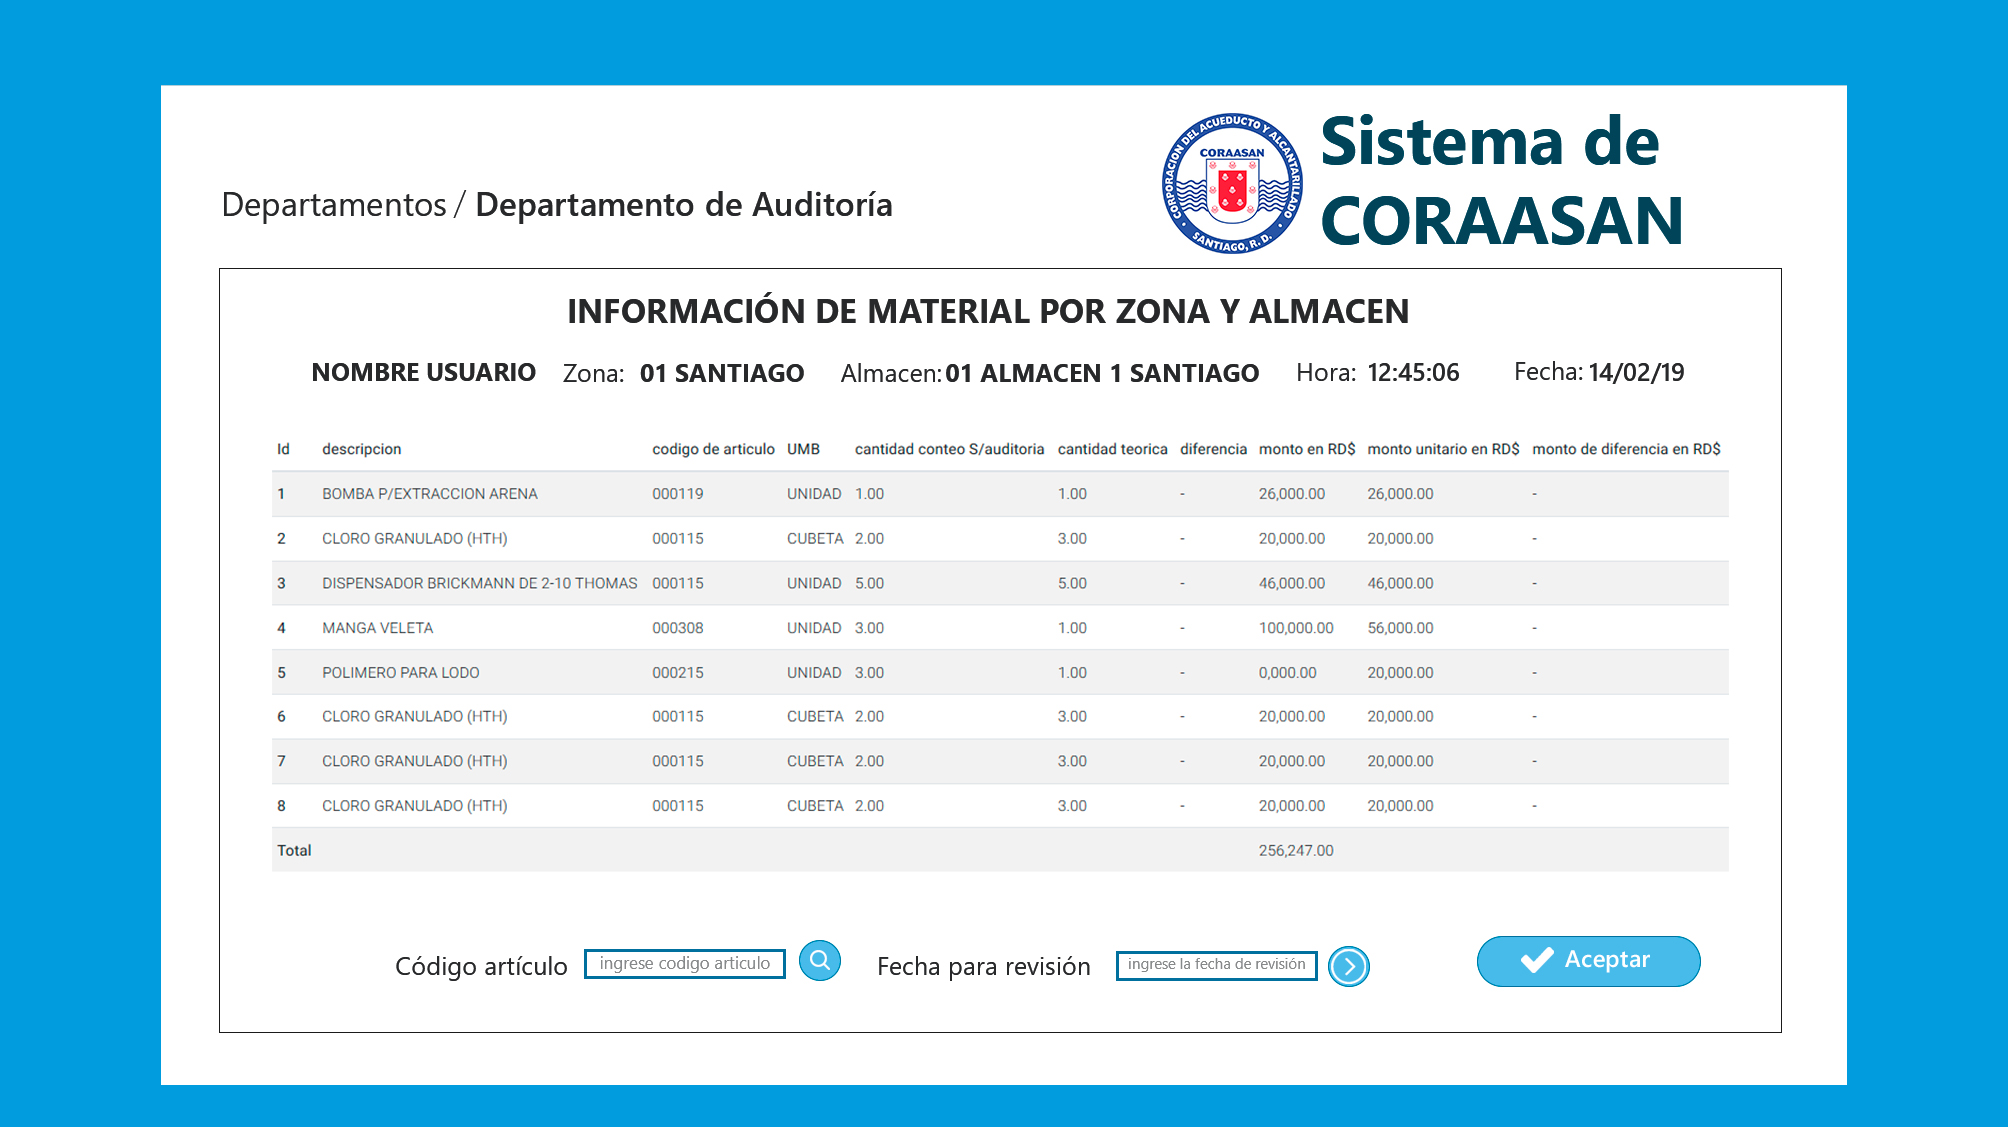 CORPORACION DEL ACUEDUCTO Y ALCANTARILLADO
CORAASAN
SANTIAGO, R. D.
Sistema de
CORAASAN
Departamentos / Departamento de Auditoría
INFORMACIÓN DE MATERIAL POR ZONA Y ALMACEN
NOMBRE USUARIO Zona: 01 SANTIAGO Almacen: 01 ALMACEN 1 SANTIAGO Hora: 12:45:06 Fecha: 14/02/19
Id descripcion codigo de articulo UMB cantidad conteo S/auditoria cantidad teorica diferencia monto en RD$ monto unitario en RD$ monto de diferencia en RD$
1 BOMBA P/EXTRACCION ARENA 000119 UNIDAD 1.00 1.00 - 26,000.00 26,000.00 -
2 CLORO GRANULADO (HTH) 000115 CUBETA 2.00 3.00 - 20,000.00 20,000.00 -
3 DISPENSADOR BRICKMANN DE 2-10 THOMAS 000115 UNIDAD 5.00 5.00 - 46,000.00 46,000.00 -
4 MANGA VELETA 000308 UNIDAD 3.00 1.00 - 100,000.00 56,000.00 -
5 POLIMERO PARA LODO 000215 UNIDAD 3.00 1.00 - 0,000.00 20,000.00 -
6 CLORO GRANULADO (HTH) 000115 CUBETA 2.00 3.00 - 20,000.00 20,000.00 -
7 CLORO GRANULADO (HTH) 000115 CUBETA 2.00 3.00 - 20,000.00 20,000.00 -
8 CLORO GRANULADO (HTH) 000115 CUBETA 2.00 3.00 - 20,000.00 20,000.00 -
Total 256,247.00
Código artículo ingrese codigo articulo Fecha para revisión ingrese la fecha de revisión Aceptar